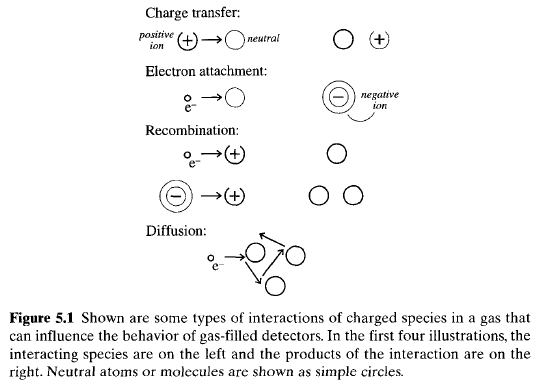 Charge transfer:
positive ion (+) → neutral (+)
Electron attachment:
e⁻ → − negative ion
Recombination:
e⁻ → (+)
− → (+)
Diffusion:
e⁻ →
Figure 5.1 Shown are some types of interactions of charged species in a gas that
can influence the behavior of gas-filled detectors. In the first four illustrations, the
interacting species are on the left and the products of the interaction are on the
right. Neutral atoms or molecules are shown as simple circles.